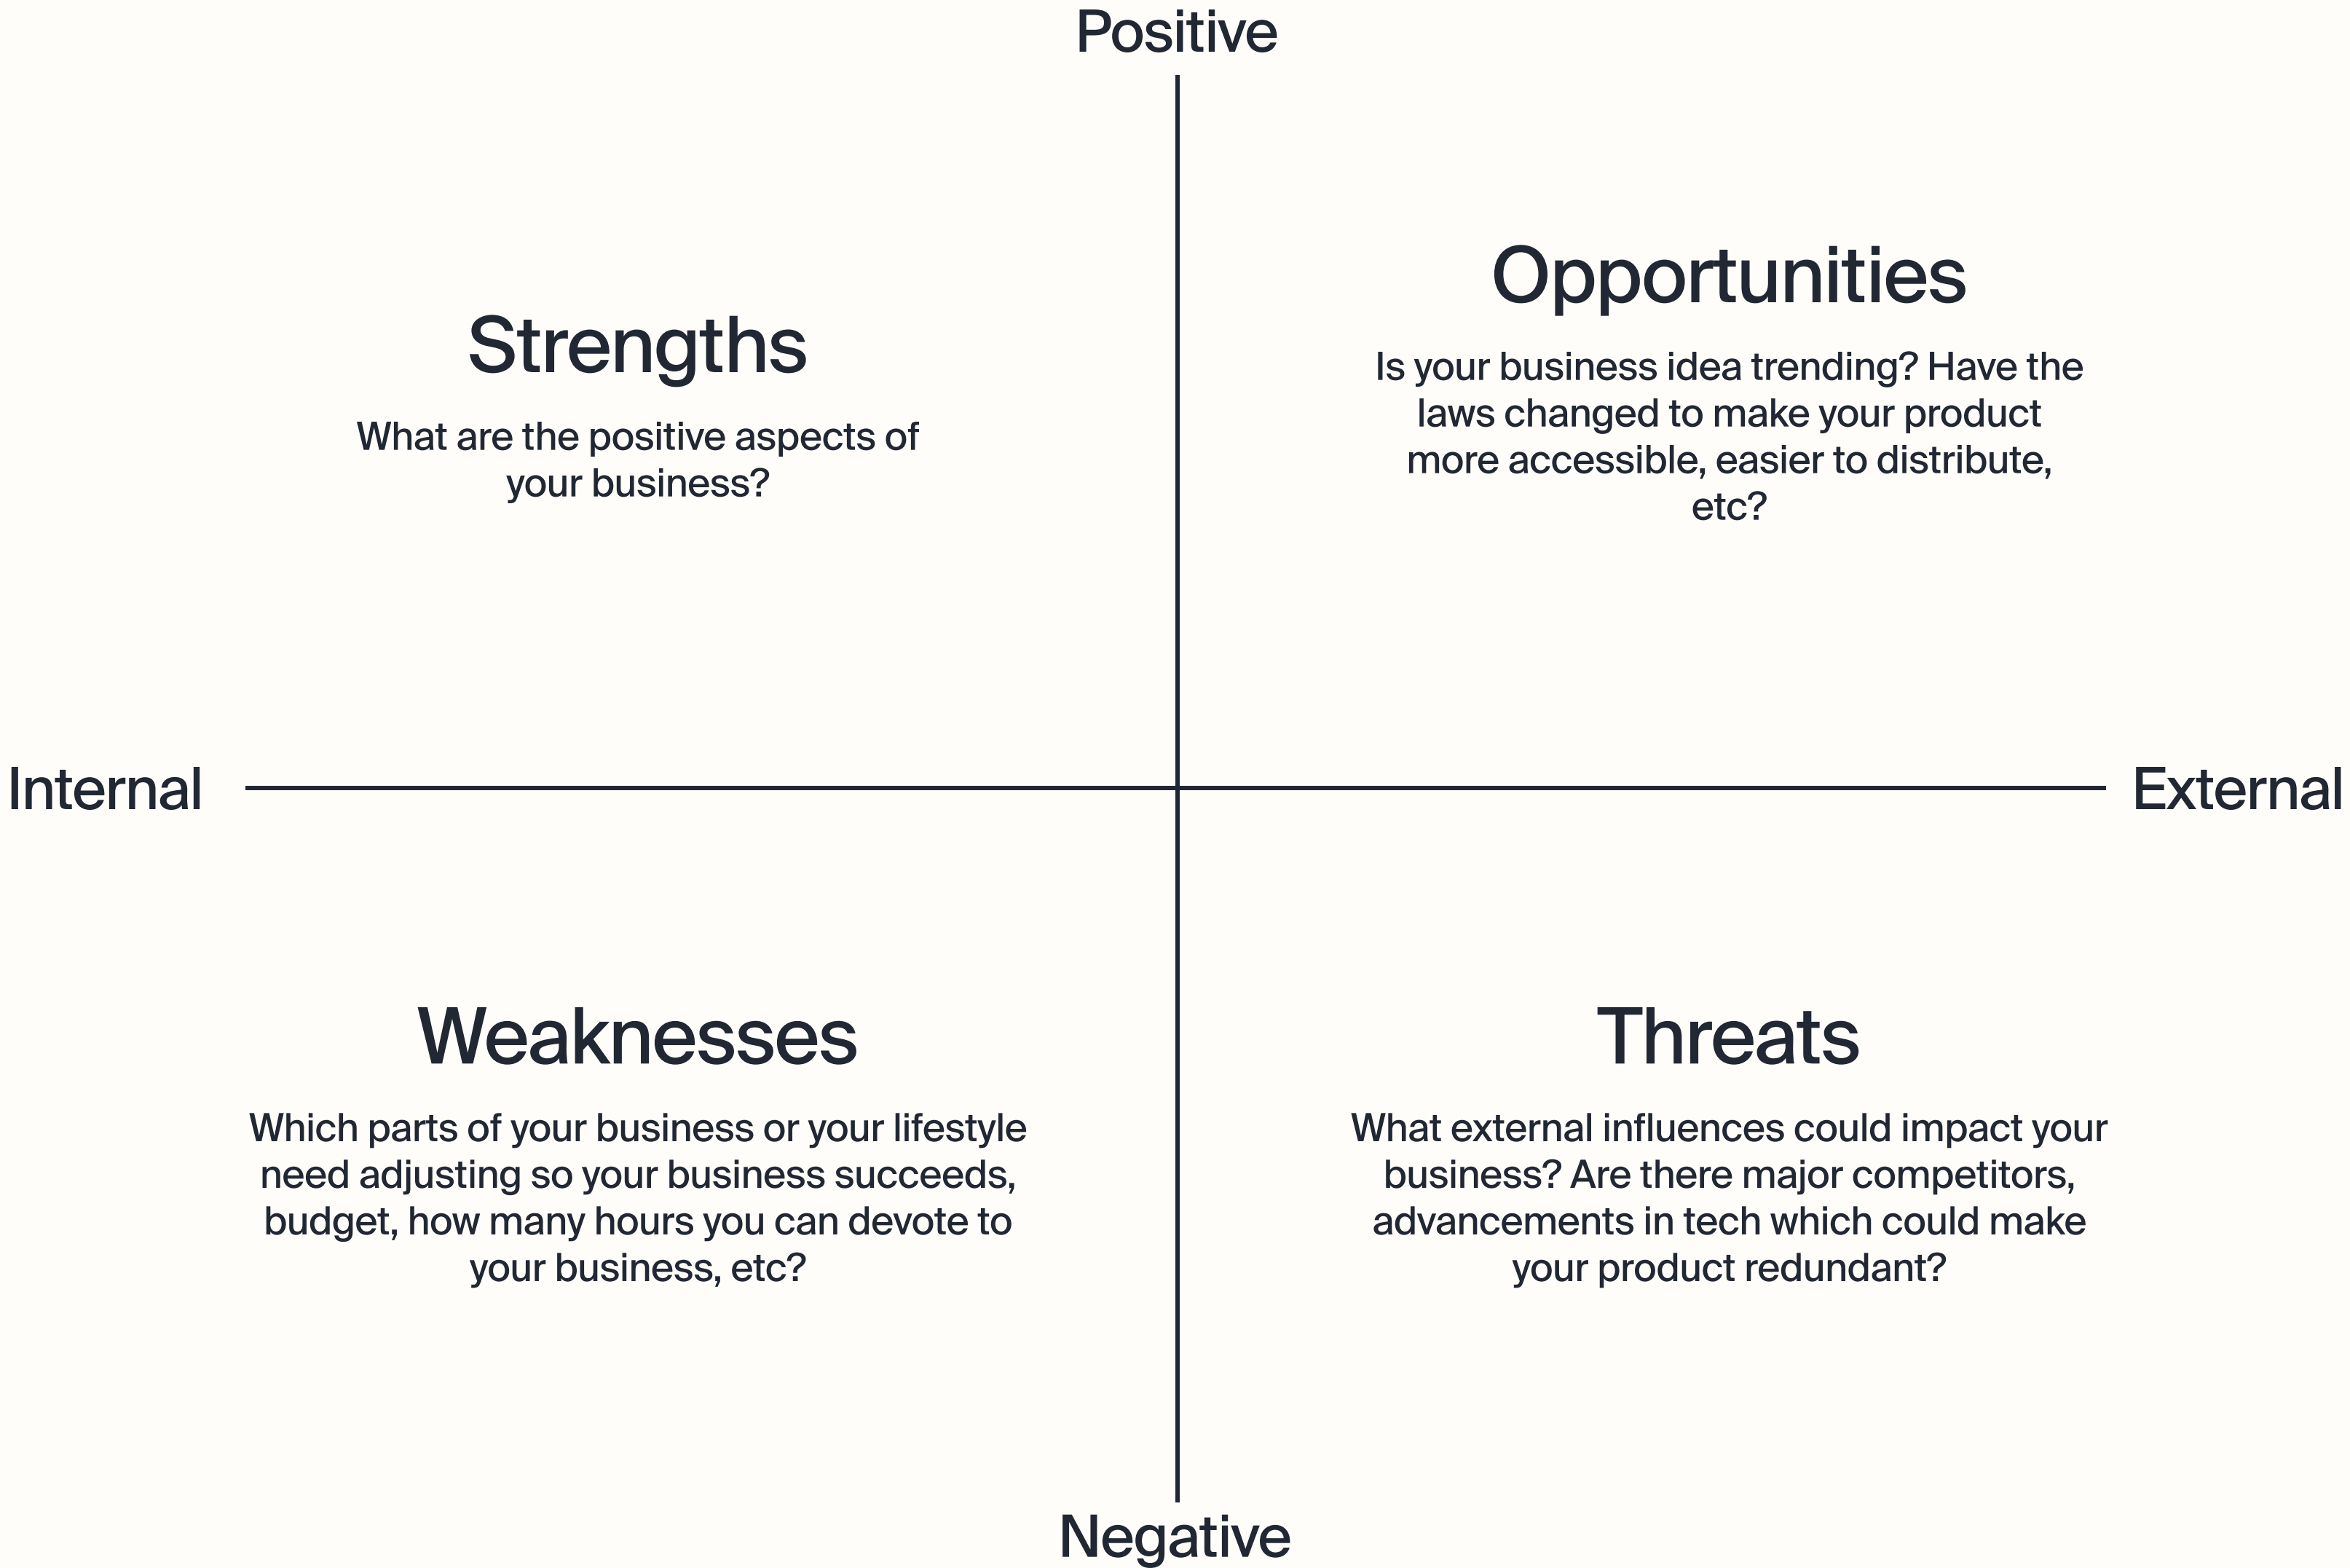 Positive
Strengths
What are the positive aspects of
your business?
Opportunities
Is your business idea trending? Have the
laws changed to make your product
more accessible, easier to distribute,
etc?
Internal
External
Weaknesses
Which parts of your business or your lifestyle
need adjusting so your business succeeds,
budget, how many hours you can devote to
your business, etc?
Threats
What external influences could impact your
business? Are there major competitors,
advancements in tech which could make
your product redundant?
Negative